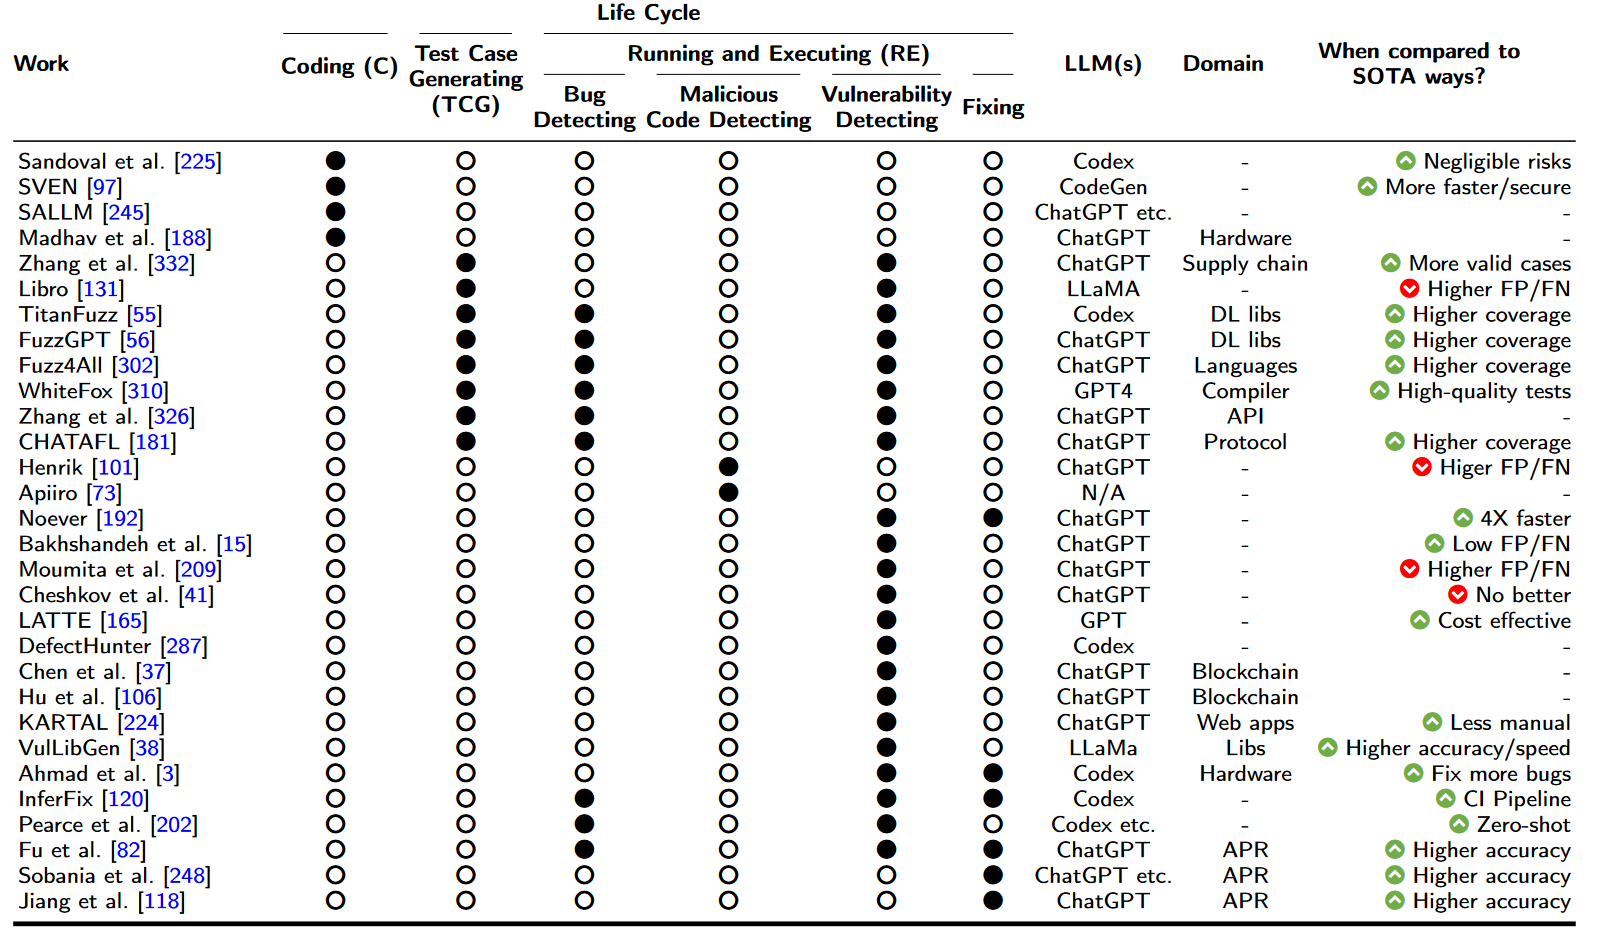 Life Cycle
Work Coding (C) Test Case Generating (TCG) Running and Executing (RE) LLM(s) Domain When compared to SOTA ways?
Bug Detecting Malicious Code Detecting Vulnerability Detecting Fixing
Sandoval et al. [225] ● ○ ○ ○ ○ ○ Codex - Negligible risks
SVEN [97] ● ○ ○ ○ ○ ○ CodeGen - More faster/secure
SALLM [245] ● ○ ○ ○ ○ ○ ChatGPT etc. - -
Madhav et al. [188] ● ○ ○ ○ ○ ○ ChatGPT Hardware -
Zhang et al. [332] ○ ● ○ ○ ● ○ ChatGPT Supply chain More valid cases
Libro [131] ○ ● ○ ○ ● ○ LLaMA - Higher FP/FN
TitanFuzz [55] ○ ● ● ○ ● ○ Codex DL libs Higher coverage
FuzzGPT [56] ○ ● ● ○ ● ○ ChatGPT DL libs Higher coverage
Fuzz4All [302] ○ ● ● ○ ● ○ ChatGPT Languages Higher coverage
WhiteFox [310] ○ ● ● ○ ● ○ GPT4 Compiler High-quality tests
Zhang et al. [326] ○ ● ● ○ ● ○ ChatGPT API -
CHATAFL [181] ○ ● ● ○ ● ○ ChatGPT Protocol Higher coverage
Henrik [101] ○ ○ ○ ● ○ ○ ChatGPT - Higer FP/FN
Apiiro [73] ○ ○ ○ ● ○ ○ N/A - -
Noever [192] ○ ○ ○ ○ ● ● ChatGPT - 4X faster
Bakhshandeh et al. [15] ○ ○ ○ ○ ● ○ ChatGPT - Low FP/FN
Moumita et al. [209] ○ ○ ○ ○ ● ○ ChatGPT - Higher FP/FN
Cheshkov et al. [41] ○ ○ ○ ○ ● ○ ChatGPT - No better
LATTE [165] ○ ○ ○ ○ ● ○ GPT - Cost effective
DefectHunter [287] ○ ○ ○ ○ ● ○ Codex - -
Chen et al. [37] ○ ○ ○ ○ ● ○ ChatGPT Blockchain -
Hu et al. [106] ○ ○ ○ ○ ● ○ ChatGPT Blockchain -
KARTAL [224] ○ ○ ○ ○ ● ○ ChatGPT Web apps Less manual
VulLibGen [38] ○ ○ ○ ○ ● ○ LLaMa Libs Higher accuracy/speed
Ahmad et al. [3] ○ ○ ○ ○ ● ● Codex Hardware Fix more bugs
InferFix [120] ○ ○ ● ○ ● ● Codex - CI Pipeline
Pearce et al. [202] ○ ○ ● ○ ● ○ Codex etc. - Zero-shot
Fu et al. [82] ○ ○ ● ○ ● ● ChatGPT APR Higher accuracy
Sobania et al. [248] ○ ○ ○ ○ ○ ● ChatGPT etc. APR Higher accuracy
Jiang et al. [118] ○ ○ ○ ○ ○ ● ChatGPT APR Higher accuracy